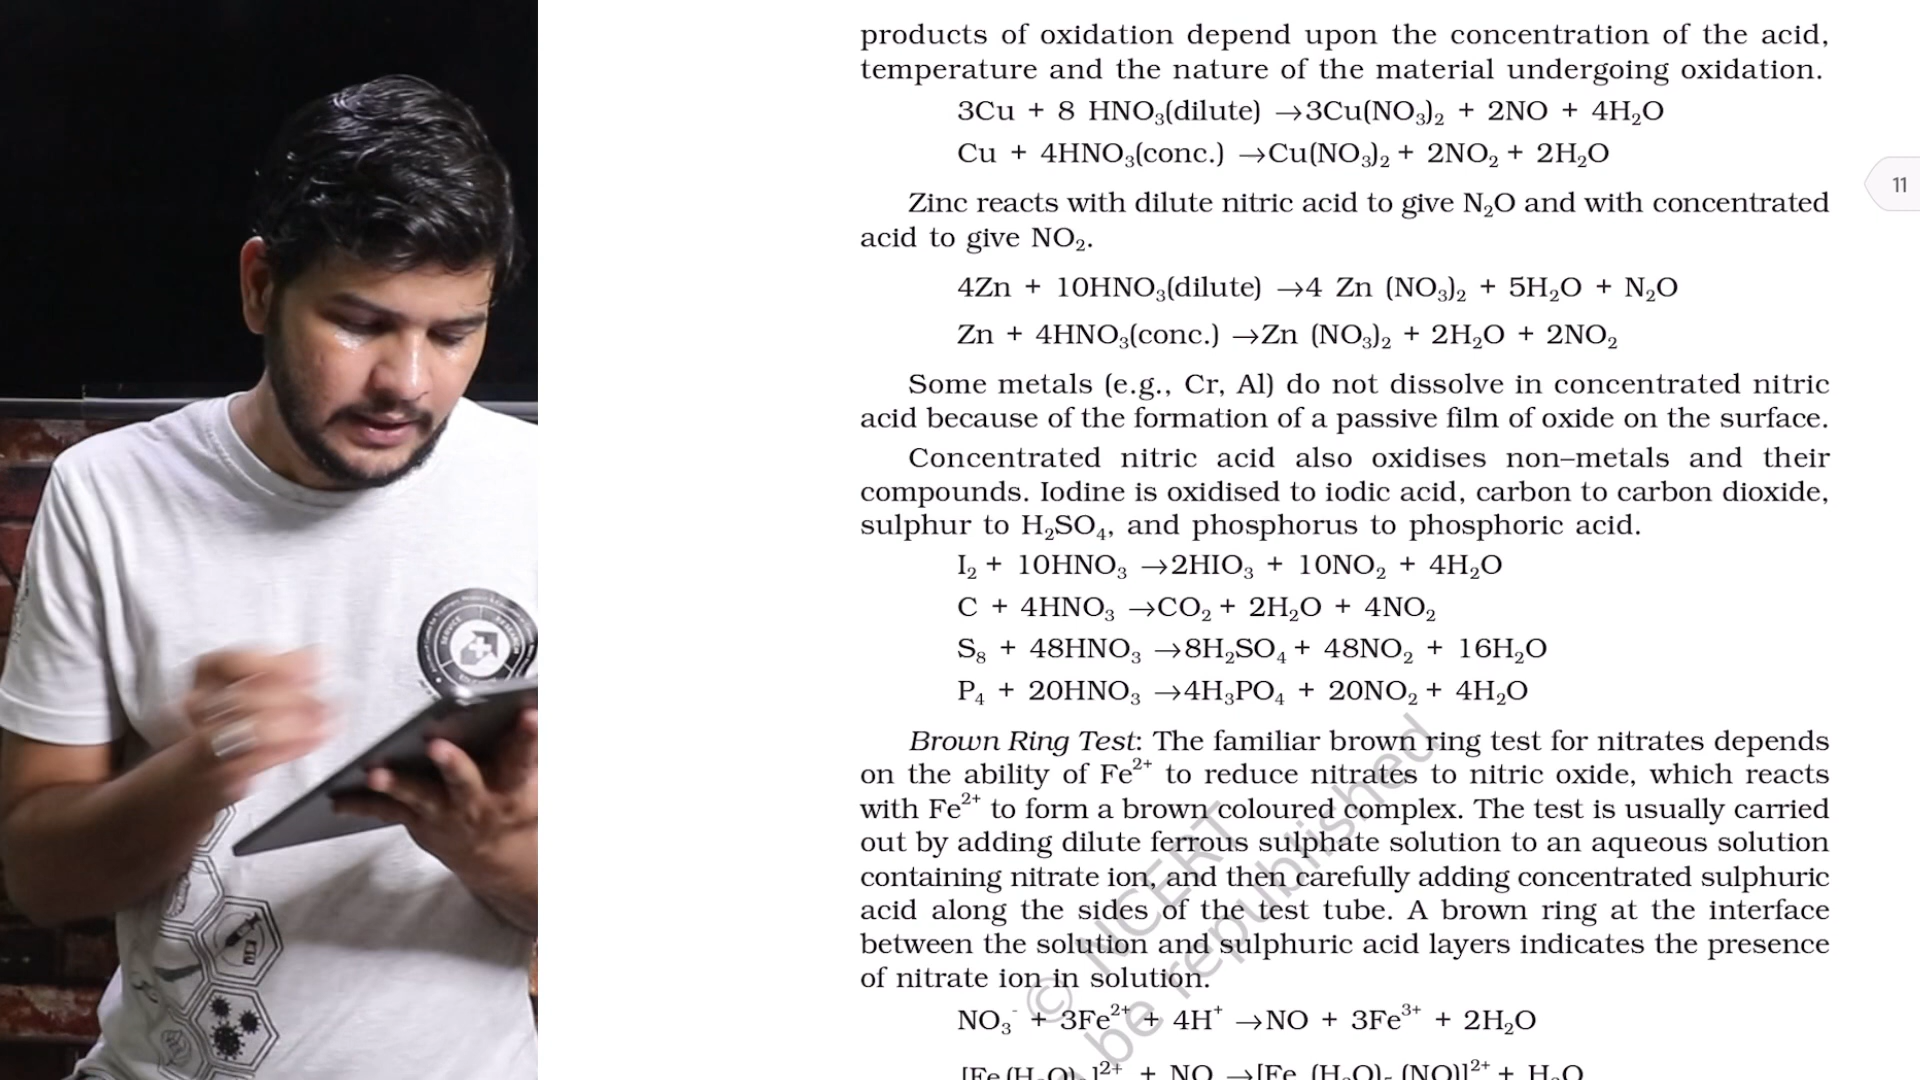 products of oxidation depend upon the concentration of the acid,
temperature and the nature of the material undergoing oxidation.
3Cu + 8 HNO₃(dilute) →3Cu(NO₃)₂ + 2NO + 4H₂O
Cu + 4HNO₃(conc.) →Cu(NO₃)₂ + 2NO₂ + 2H₂O
11
Zinc reacts with dilute nitric acid to give N₂O and with concentrated
acid to give NO₂.
4Zn + 10HNO₃(dilute) →4 Zn (NO₃)₂ + 5H₂O + N₂O
Zn + 4HNO₃(conc.) →Zn (NO₃)₂ + 2H₂O + 2NO₂
Some metals (e.g., Cr, Al) do not dissolve in concentrated nitric
acid because of the formation of a passive film of oxide on the surface.
Concentrated nitric acid also oxidises non–metals and their
compounds. Iodine is oxidised to iodic acid, carbon to carbon dioxide,
sulphur to H₂SO₄, and phosphorus to phosphoric acid.
I₂ + 10HNO₃ →2HIO₃ + 10NO₂ + 4H₂O
C + 4HNO₃ →CO₂ + 2H₂O + 4NO₂
S₈ + 48HNO₃ →8H₂SO₄ + 48NO₂ + 16H₂O
P₄ + 20HNO₃ →4H₃PO₄ + 20NO₂ + 4H₂O
Brown Ring Test: The familiar brown ring test for nitrates depends
on the ability of Fe²⁺ to reduce nitrates to nitric oxide, which reacts
with Fe²⁺ to form a brown coloured complex. The test is usually carried
out by adding dilute ferrous sulphate solution to an aqueous solution
containing nitrate ion, and then carefully adding concentrated sulphuric
acid along the sides of the test tube. A brown ring at the interface
between the solution and sulphuric acid layers indicates the presence
of nitrate ion in solution.
NO₃⁻ + 3Fe²⁺ + 4H⁺ →NO + 3Fe³⁺ + 2H₂O
© NCERT
be republished
SERVICE
RESEARCH